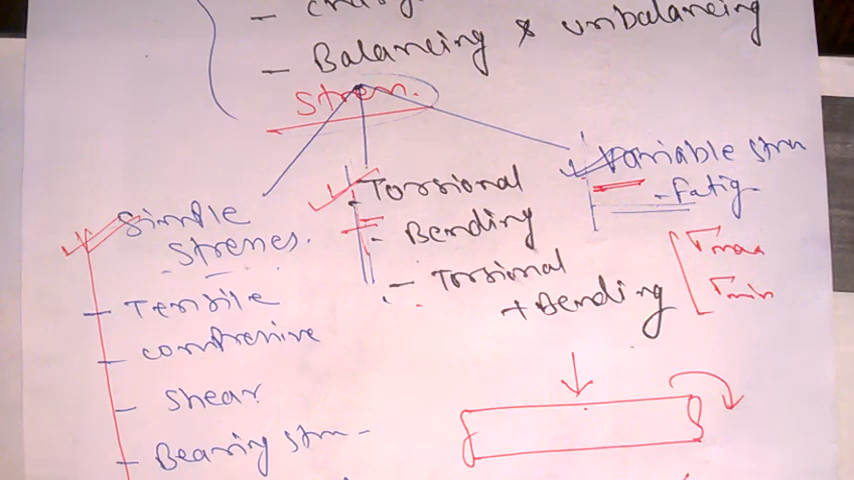 - Balancing & unbalancing
Stress.
Simple
stresses.
- Tensile
- compressive
- Shear
- Bearing stress
- Torsional
- Bending
- Torsional
+ Bending
Variable stress
- Fatig-
σmax
σmin